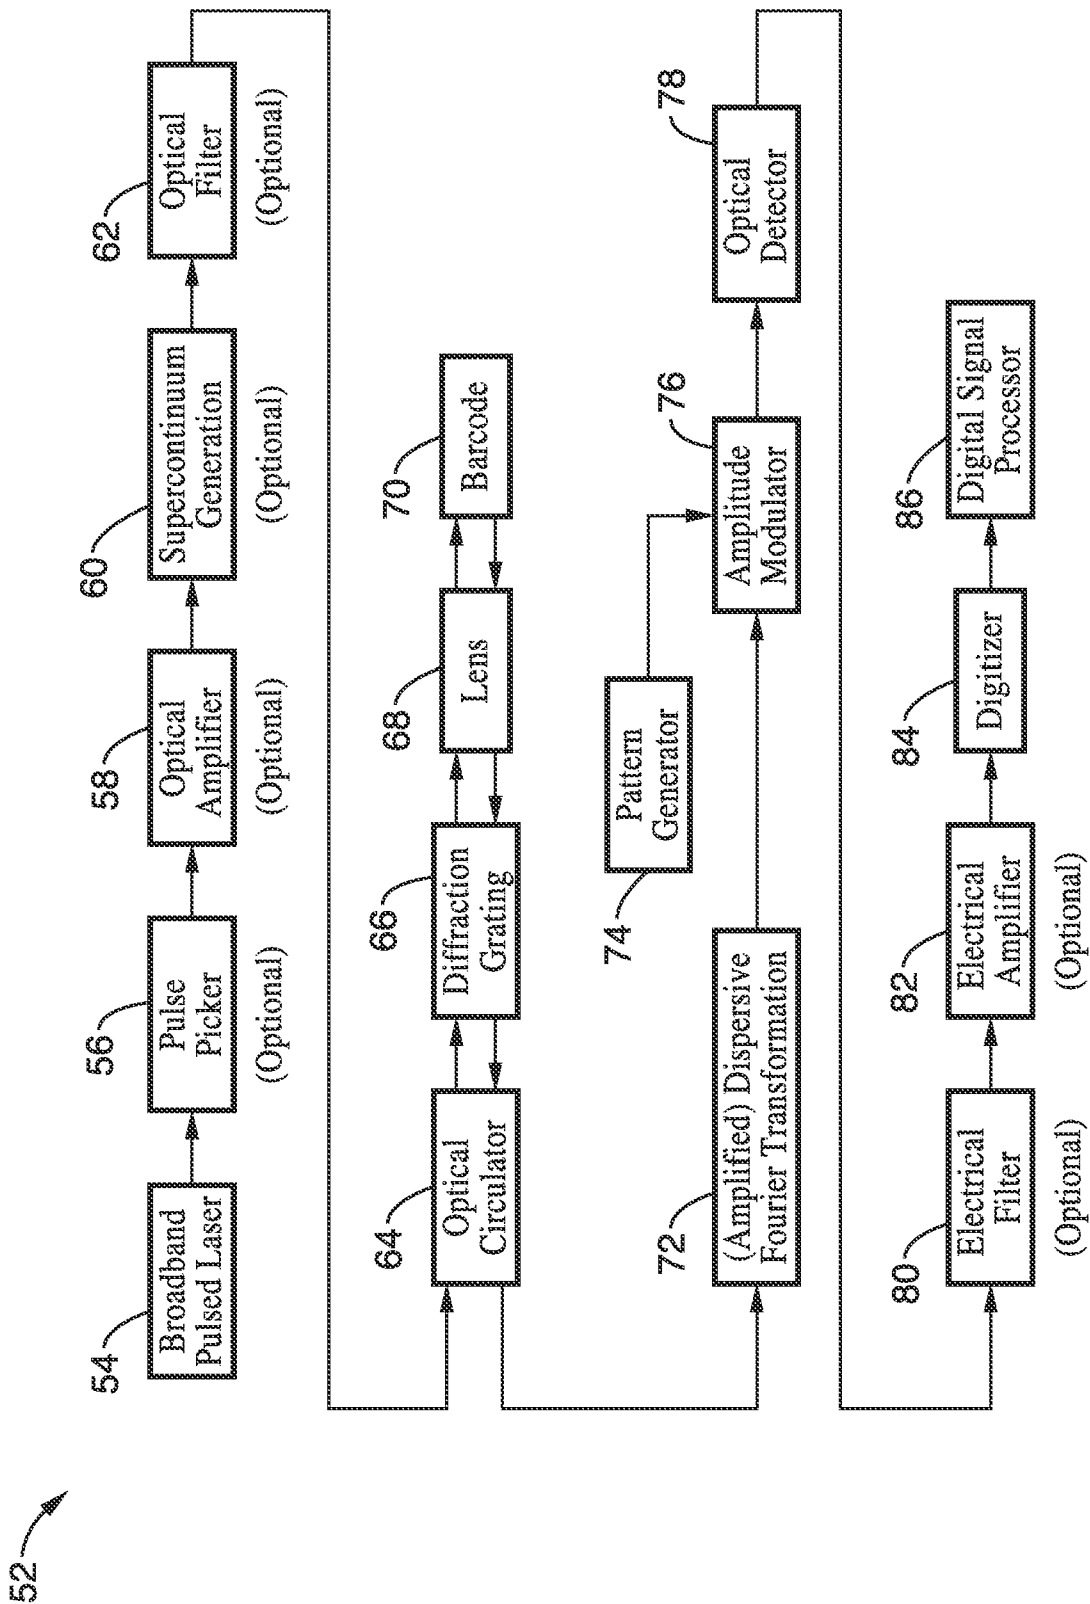 52
54
Broadband
Pulsed Laser
56
Pulse
Picker
(Optional)
58
Optical
Amplifier
(Optional)
60
Supercontinuum
Generation
(Optional)
62
Optical
Filter
(Optional)
64
Optical
Circulator
66
Diffraction
Grating
68
Lens
70
Barcode
72
(Amplified) Dispersive
Fourier Transformation
74
Pattern
Generator
76
Amplitude
Modulator
78
Optical
Detector
80
Electrical
Filter
(Optional)
82
Electrical
Amplifier
(Optional)
84
Digitizer
86
Digital Signal
Processor